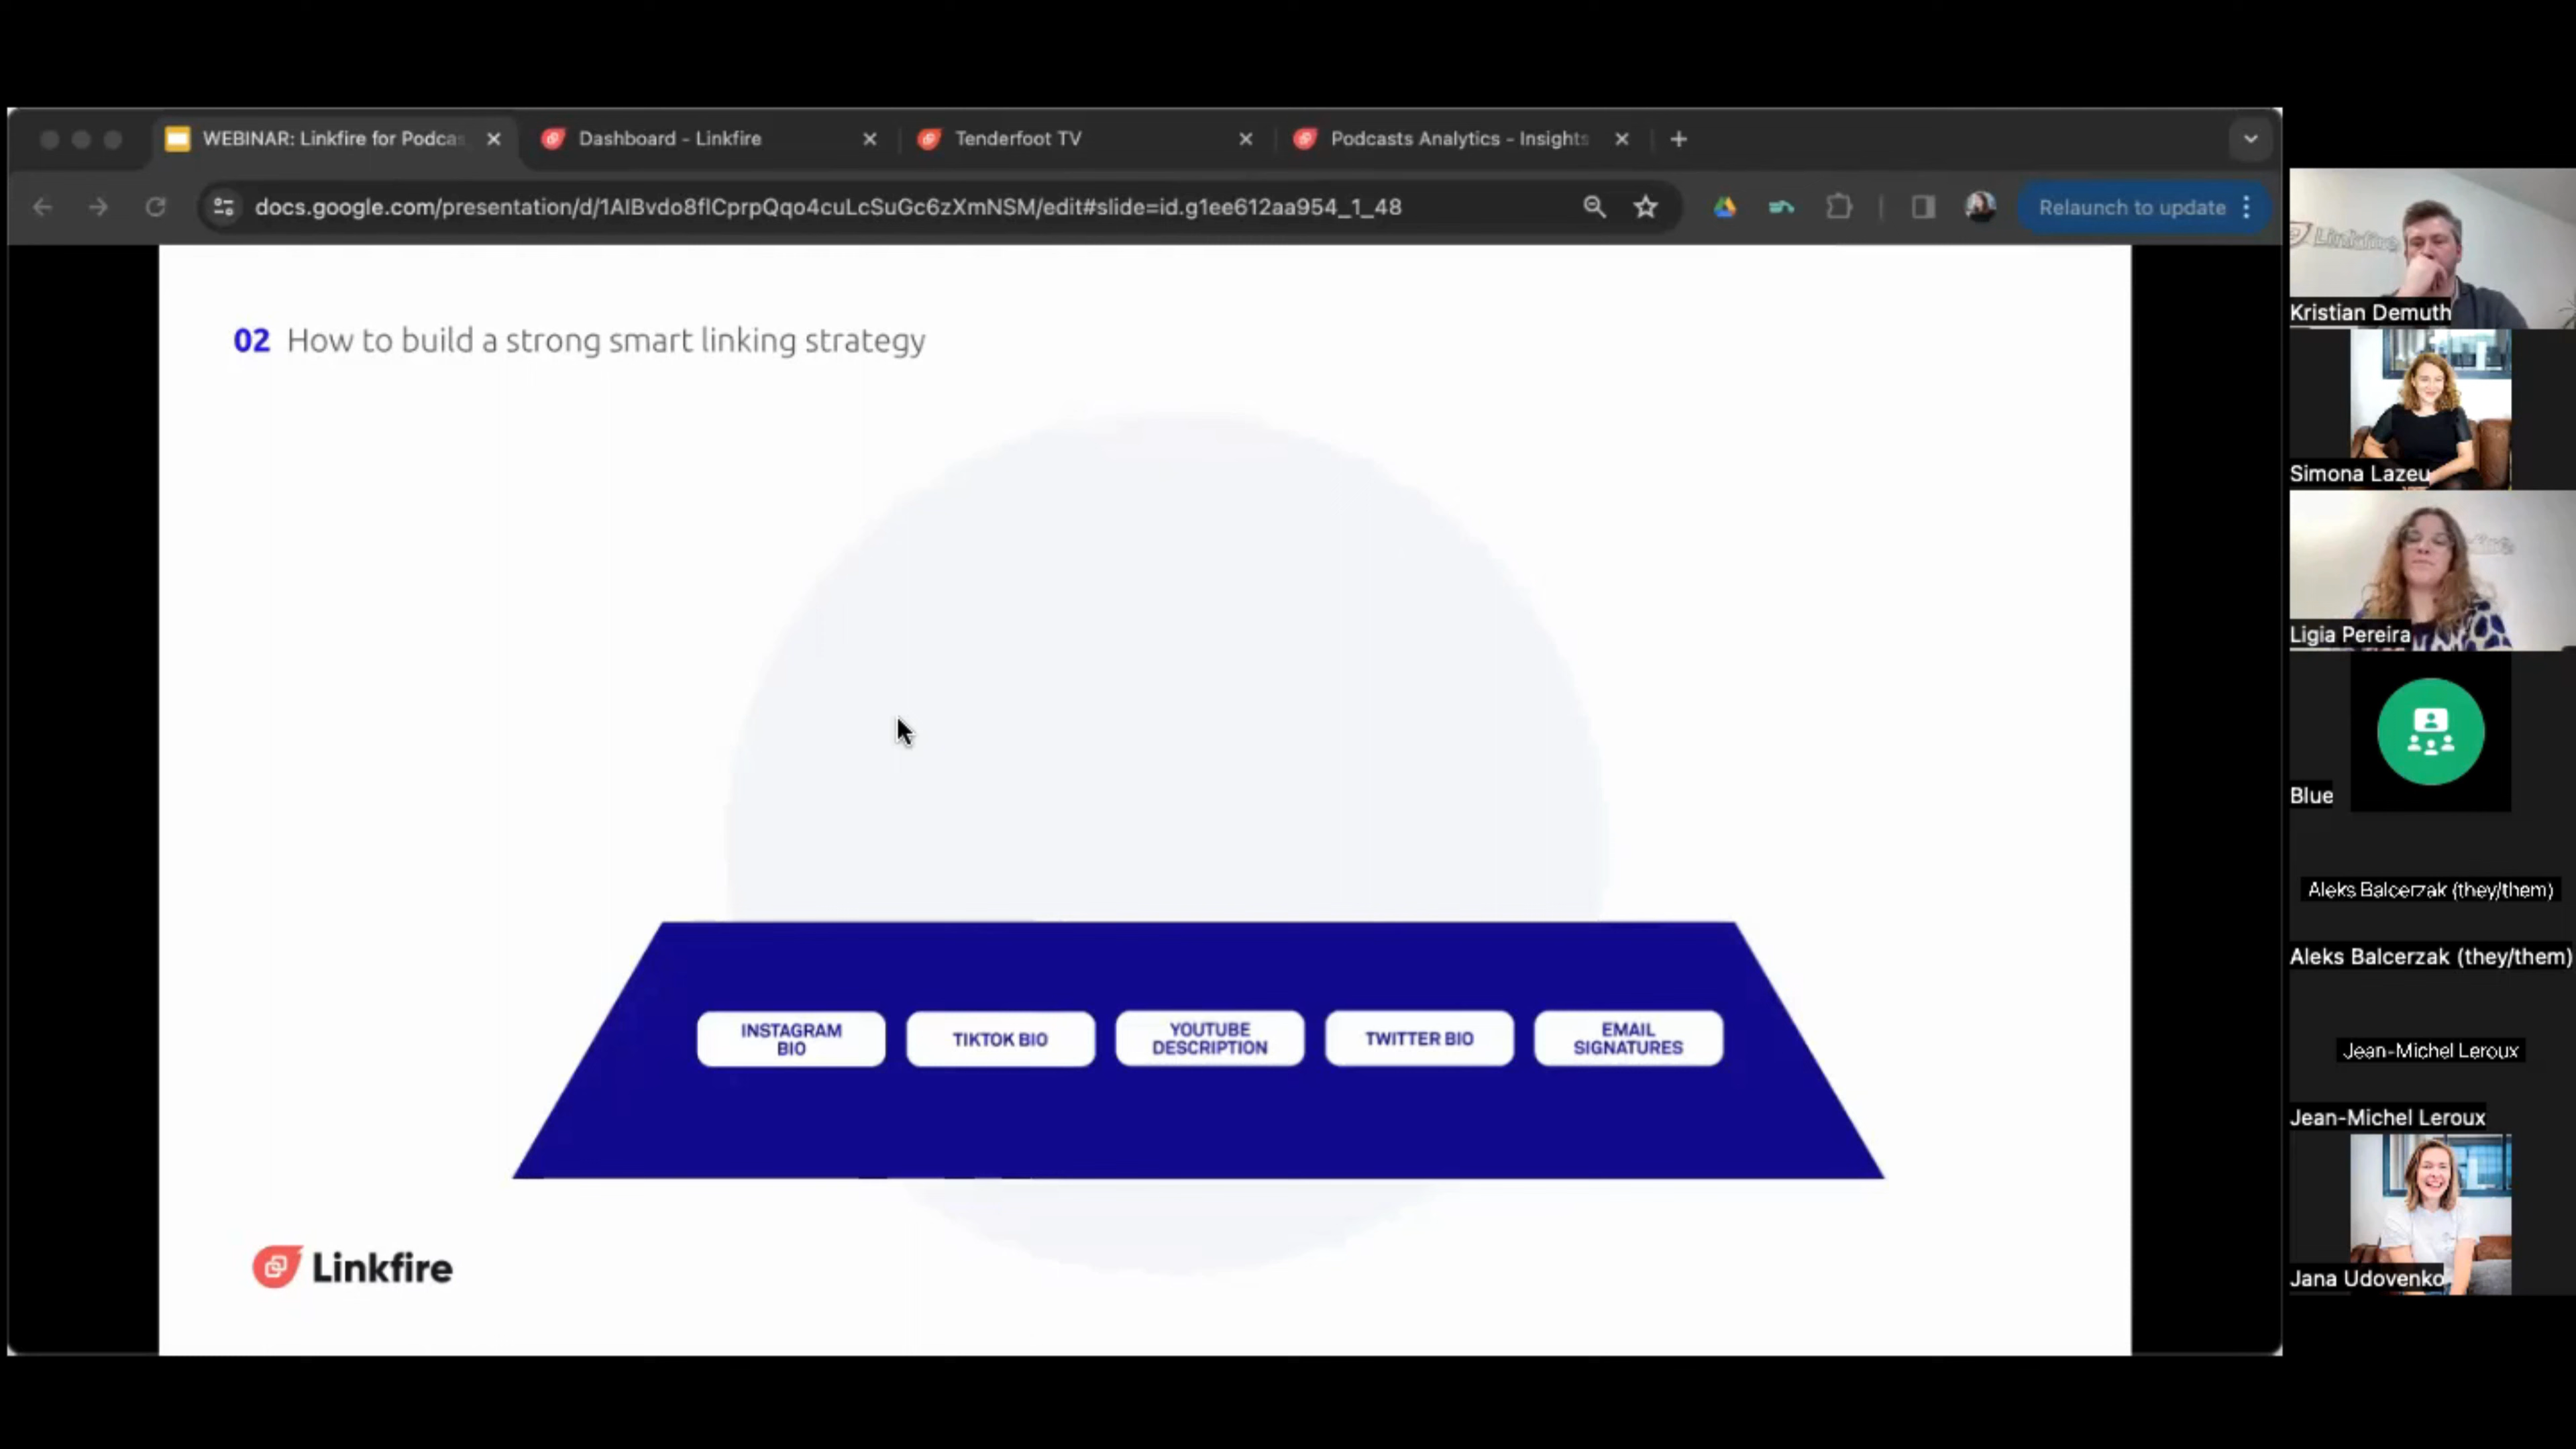 WEBINAR: Linkfire for Podcas
Dashboard - Linkfire
Tenderfoot TV
Podcasts Analytics - Insights
docs.google.com/presentation/d/1AlBvdo8flCprpQqo4cuLcSuGc6zXmNSM/edit#slide=id.g1ee612aa954_1_48
Relaunch to update
02 How to build a strong smart linking strategy
INSTAGRAM
BIO
TIKTOK BIO
YOUTUBE
DESCRIPTION
TWITTER BIO
EMAIL
SIGNATURES
Linkfire
Linkfire
Kristian Demuth
Simona Lazeu
Ligia Pereira
Blue
Aleks Balcerzak (they/them)
Aleks Balcerzak (they/them)
Jean-Michel Leroux
Jean-Michel Leroux
Jana Udovenko